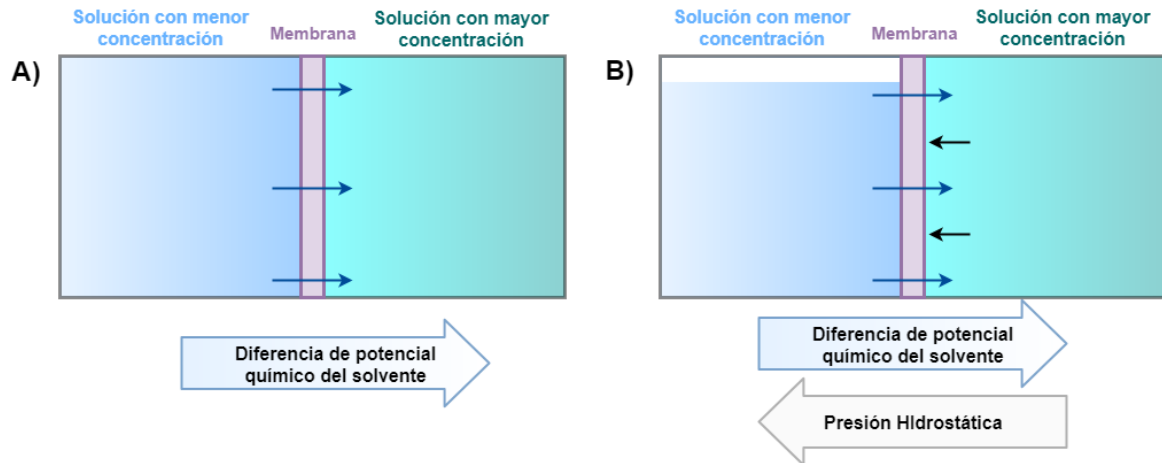 Solución con menor
concentración
Membrana
Solución con mayor
concentración
A)
Diferencia de potencial
químico del solvente
Solución con menor
concentración
Membrana
Solución con mayor
concentración
B)
Diferencia de potencial
químico del solvente
Presión HIdrostática